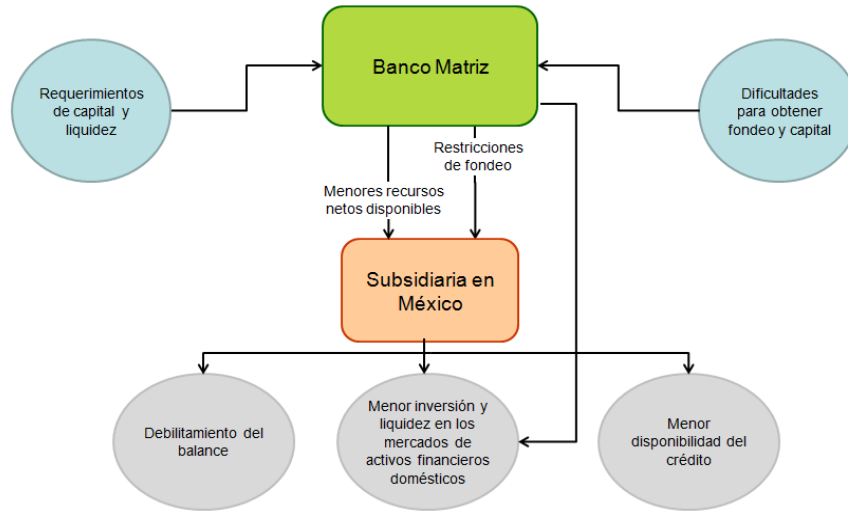 Banco Matriz
Requerimientos
de capital y
liquidez
Dificultades
para obtener
fondeo y capital
Restricciones
de fondeo
Menores recursos
netos disponibles
Subsidiaria en
México
Debilitamiento del
balance
Menor inversión y
liquidez en los
mercados de
activos financieros
domésticos
Menor
disponibilidad del
crédito